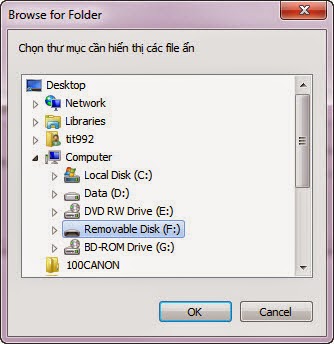 Browse for Folder
Chọn thư mục cần hiển thị các file ẩn
Desktop
Network
Libraries
tit992
Computer
Local Disk (C:)
Data (D:)
DVD RW Drive (E:)
Removable Disk (F:)
BD-ROM Drive (G:)
100CANON
OK
Cancel